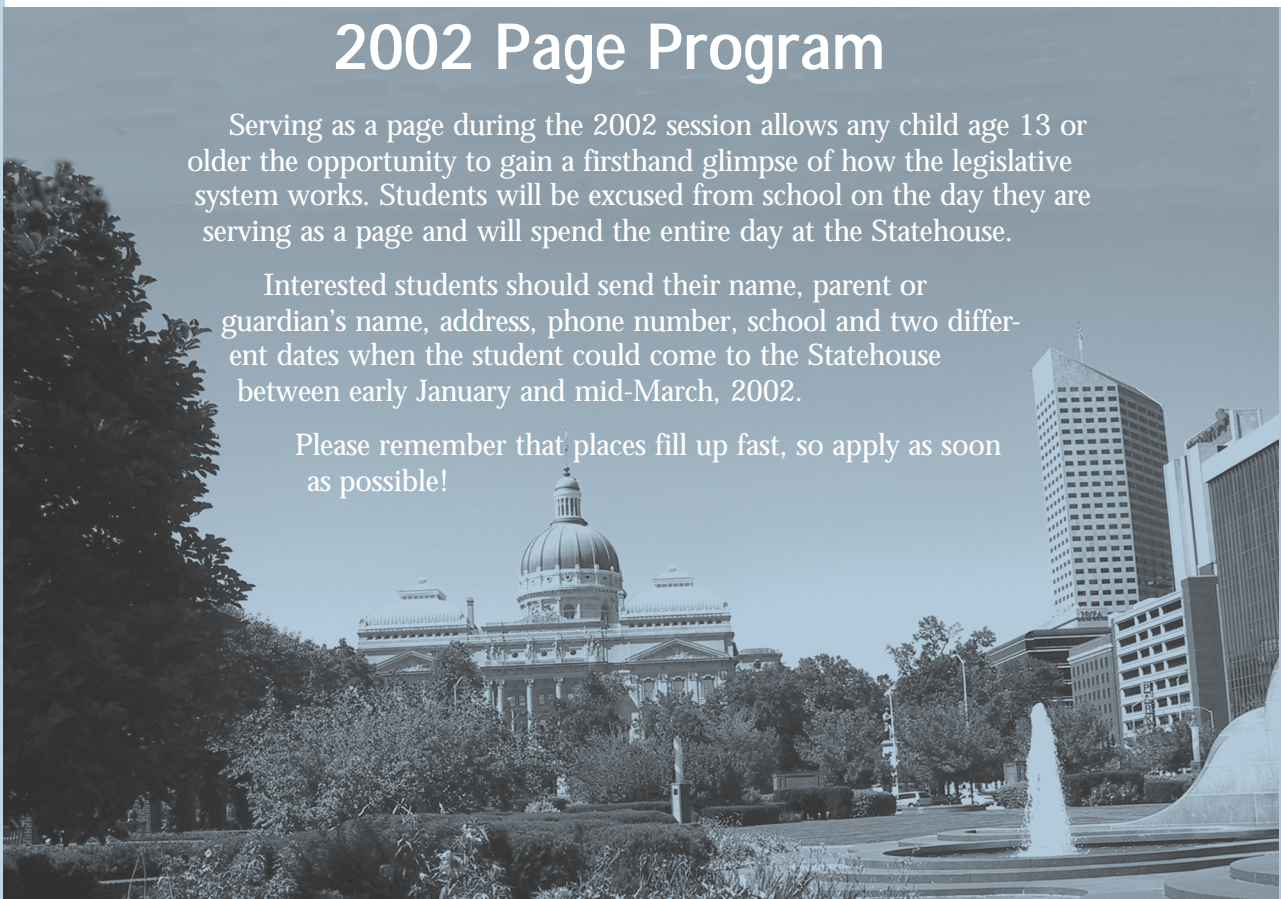 2002 Page Program
Serving as a page during the 2002 session allows any child age 13 or
older the opportunity to gain a firsthand glimpse of how the legislative
system works. Students will be excused from school on the day they are
serving as a page and will spend the entire day at the Statehouse.
Interested students should send their name, parent or
guardian's name, address, phone number, school and two differ-
ent dates when the student could come to the Statehouse
between early January and mid-March, 2002.
Please remember that places fill up fast, so apply as soon
as possible!